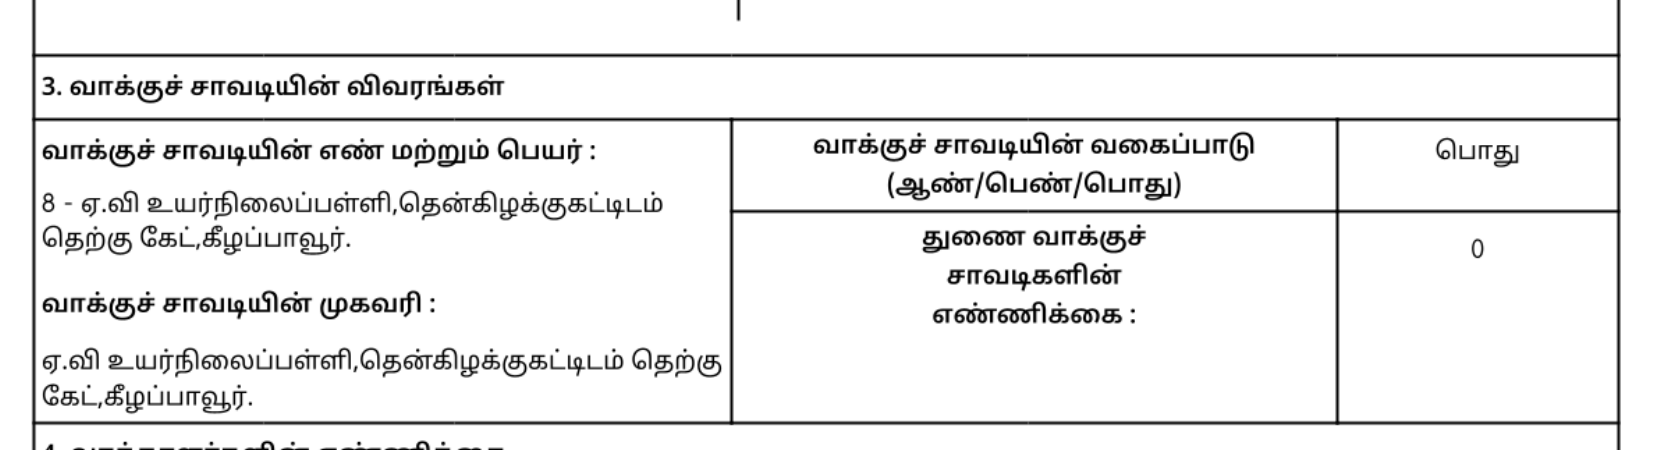 3. வாக்குச் சாவடியின் விவரங்கள்
வாக்குச் சாவடியின் எண் மற்றும் பெயர் :
8 - ஏ.வி உயர்நிலைப்பள்ளி,தென்கிழக்குகட்டிடம்
தெற்கு கேட்,கீழப்பாவூர்.
வாக்குச் சாவடியின் முகவரி :
ஏ.வி உயர்நிலைப்பள்ளி,தென்கிழக்குகட்டிடம் தெற்கு
கேட்,கீழப்பாவூர்.
வாக்குச் சாவடியின் வகைப்பாடு
(ஆண்/பெண்/பொது)
பொது
துணை வாக்குச்
சாவடிகளின்
எண்ணிக்கை :
0